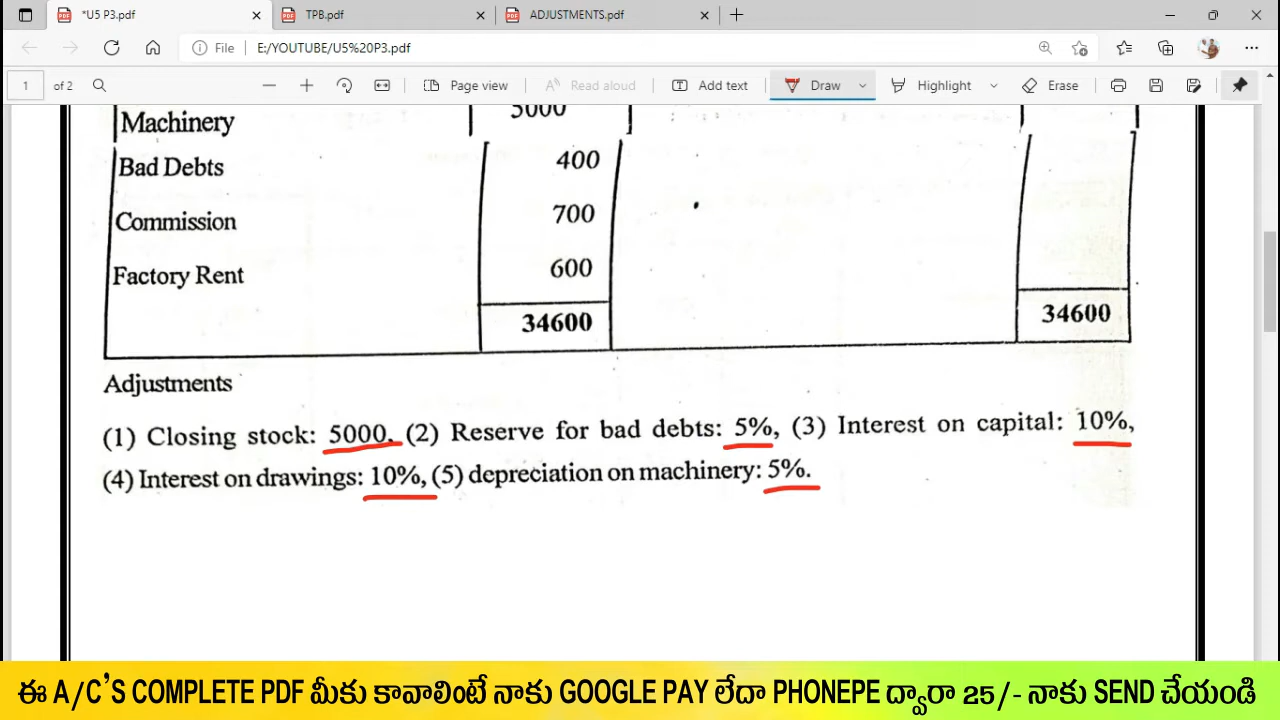 *U5 P3.pdf
TPB.pdf
ADJUSTMENTS.pdf
File E:/YOUTUBE/U5%20P3.pdf
1 of 2 Page view Read aloud Add text Draw Highlight Erase
Machinery 5000
Bad Debts 400
Commission 700
Factory Rent 600
34600 34600
Adjustments
(1) Closing stock: 5000, (2) Reserve for bad debts: 5%, (3) Interest on capital: 10%,
(4) Interest on drawings: 10%, (5) depreciation on machinery: 5%.
ఈ A/C'S COMPLETE PDF మీకు కావాలింటే నాకు GOOGLE PAY లేదా PHONEPE ద్వారా 25/- నాకు SEND చేయండి